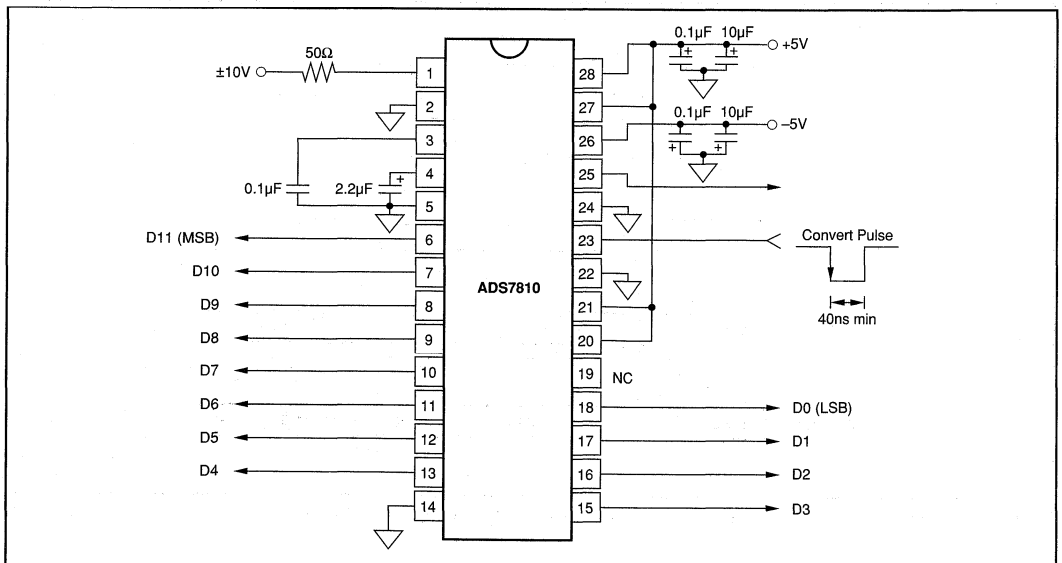 0.1µF 10µF
+5V
50Ω
±10V
1
28
2
27
0.1µF 10µF
-5V
3
26
4
25
+
+
+
+
+
0.1µF
2.2µF
5
24
D11 (MSB)
6
23
Convert Pulse
D10
7
22
ADS7810
D9
8
21
40ns min
D8
9
20
D7
10
19
NC
D6
11
18
D0 (LSB)
D5
12
17
D1
D4
13
16
D2
14
15
D3